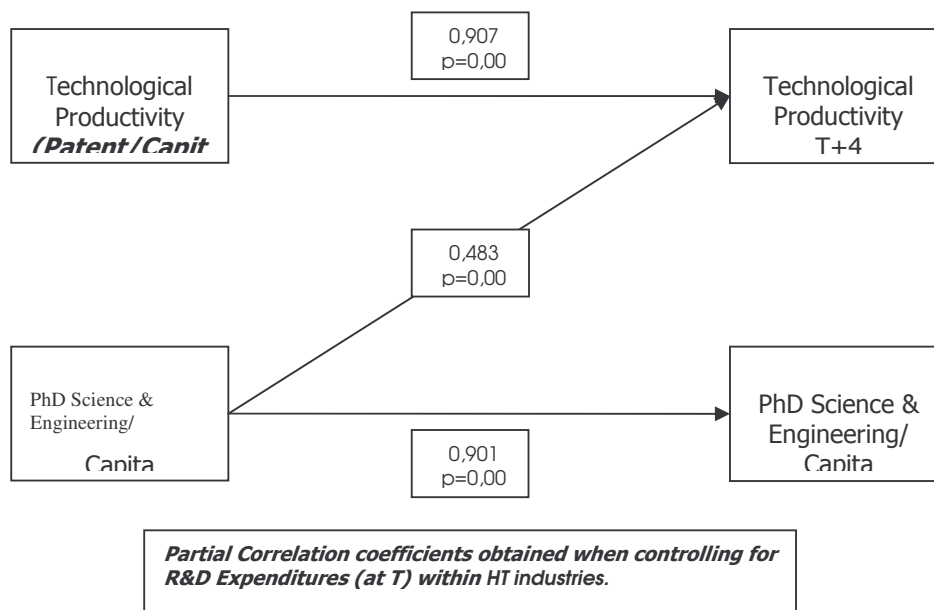 0,907
p=0,00
Technological
Productivity
(Patent/Capit
Technological
Productivity
T+4
0,483
p=0,00
PhD Science &
Engineering/
Capita
PhD Science &
Engineering/
Capita
0,901
p=0,00
Partial Correlation coefficients obtained when controlling for
R&D Expenditures (at T) within HT industries.